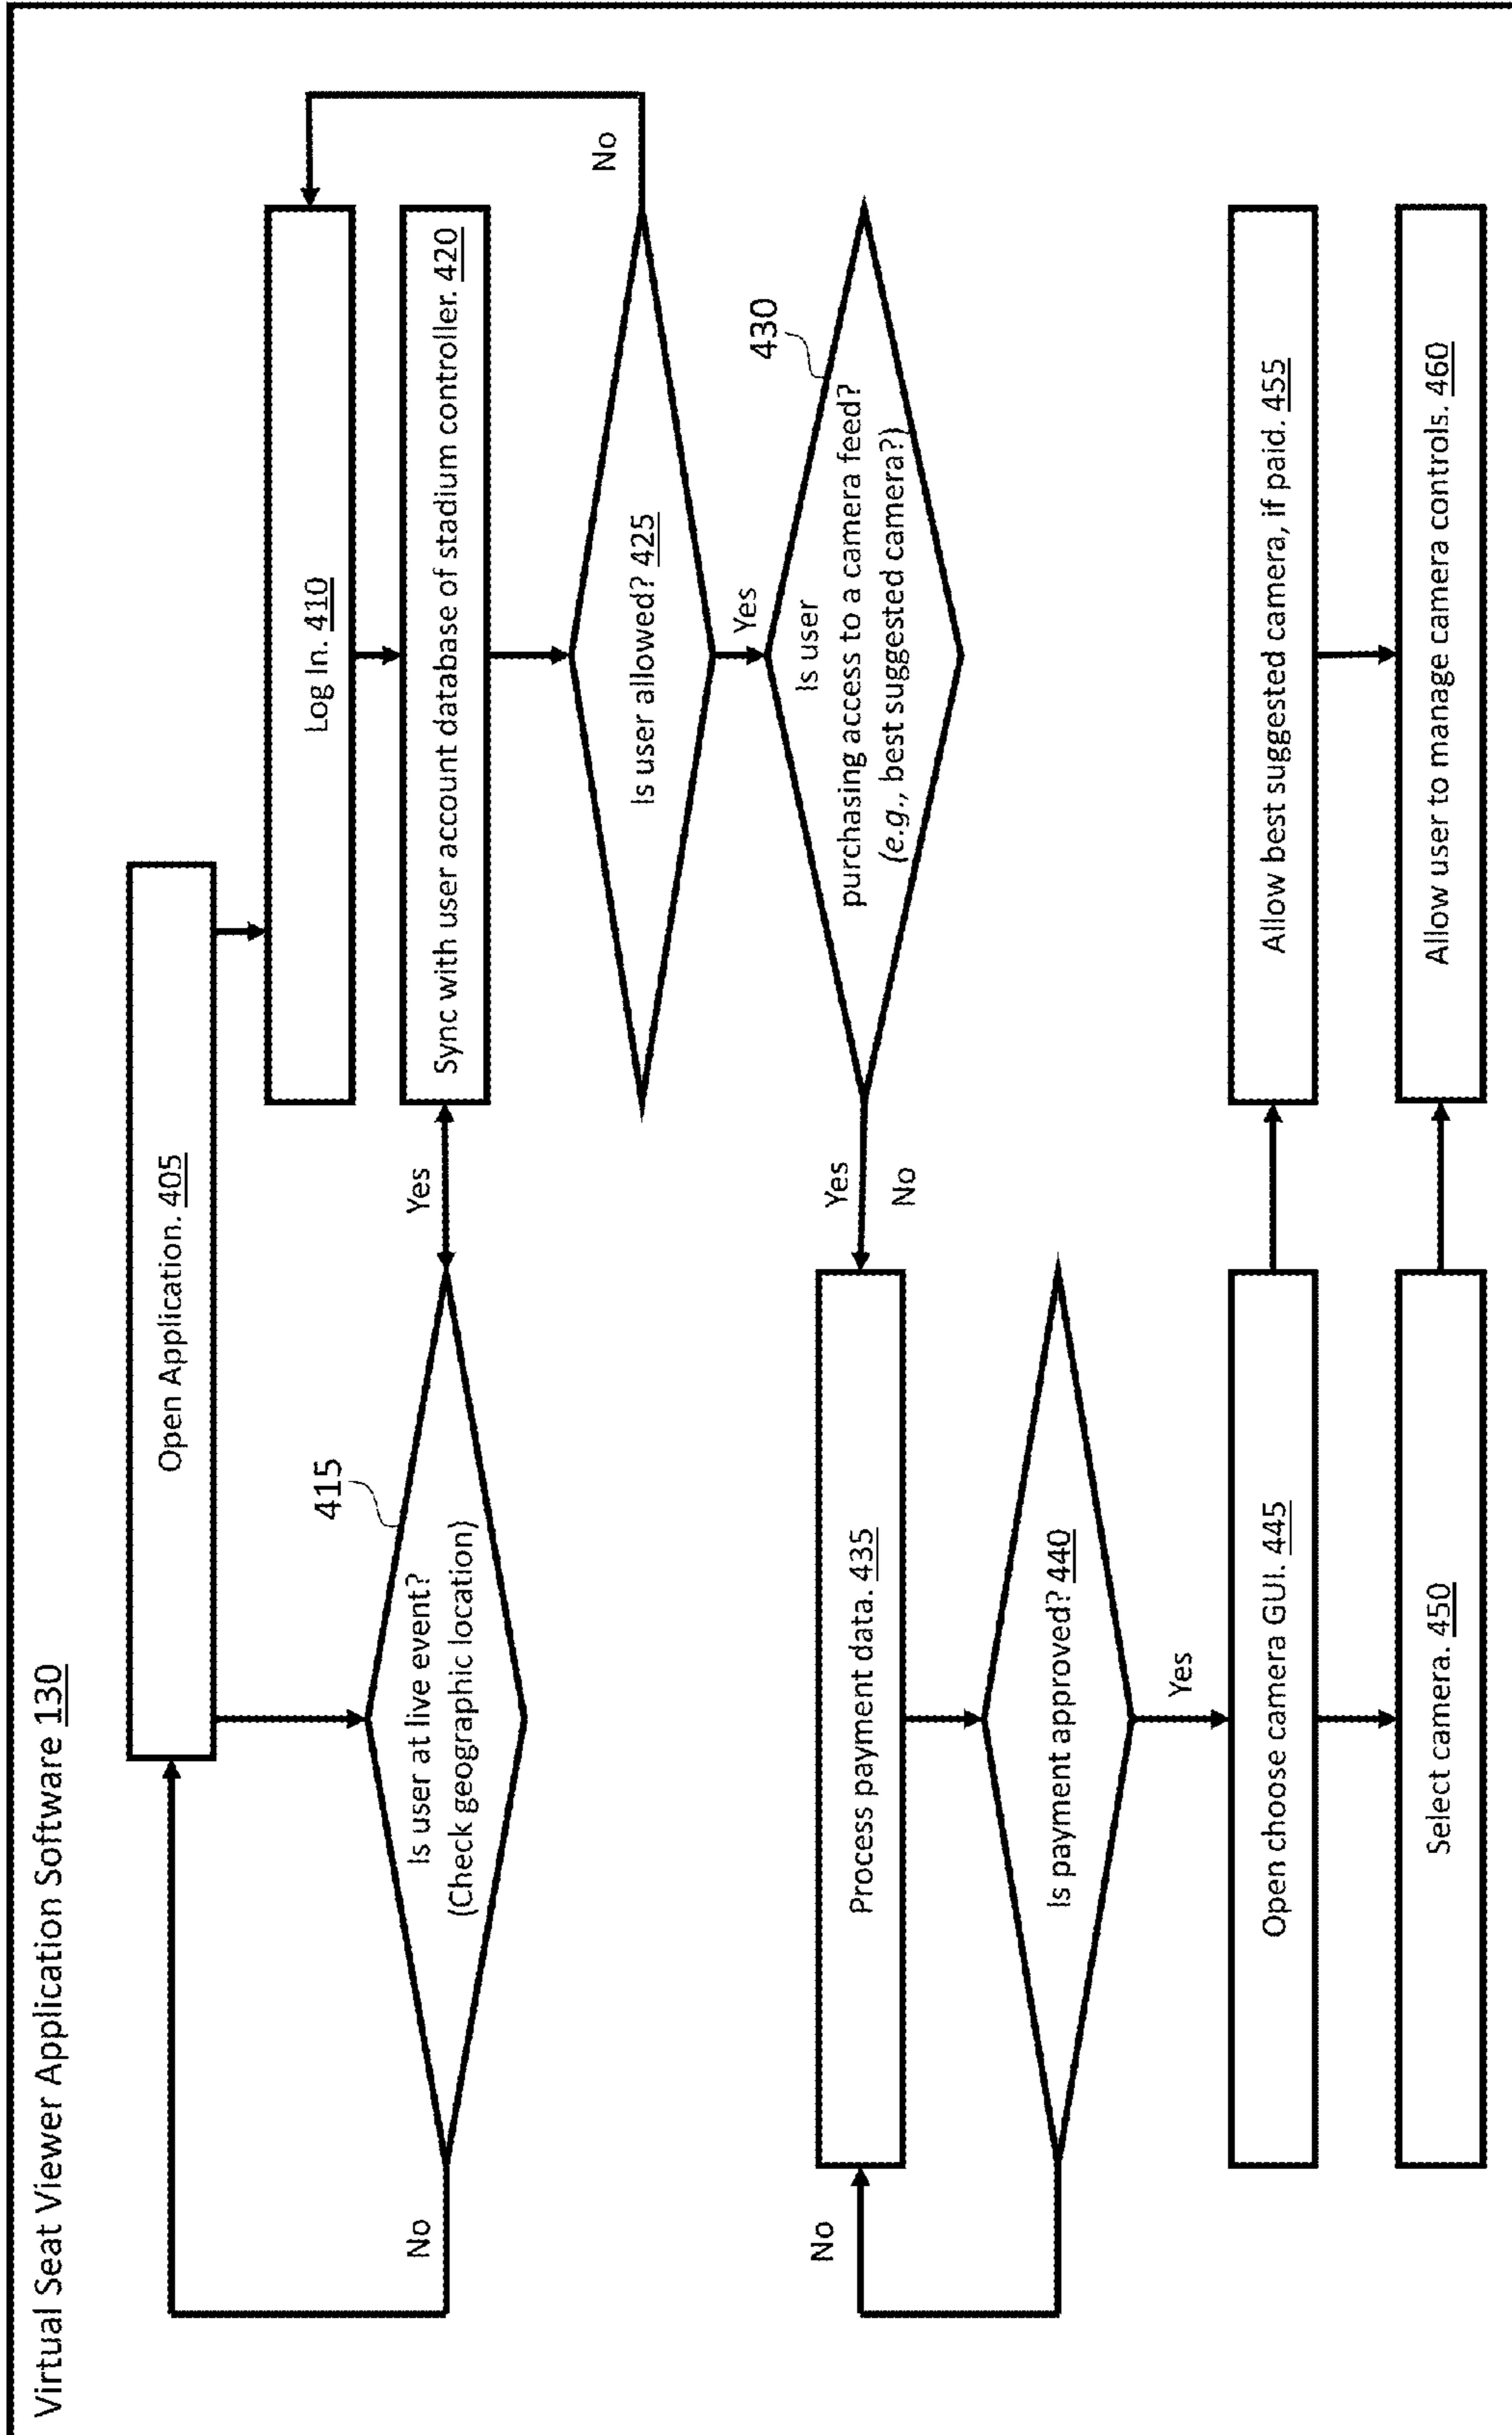 Virtual Seat Viewer Application Software 130
Open Application. 405
Log In. 410
415
Is user at live event?
(Check geographic location)
No
Yes
Sync with user account database of stadium controller. 420
Is user allowed? 425
No
Yes
430
Is user
purchasing access to a camera feed?
(e.g., best suggested camera?)
Yes
No
Process payment data. 435
No
Is payment approved? 440
Yes
Open choose camera GUI. 445
Allow best suggested camera, if paid. 455
Select camera. 450
Allow user to manage camera controls. 460